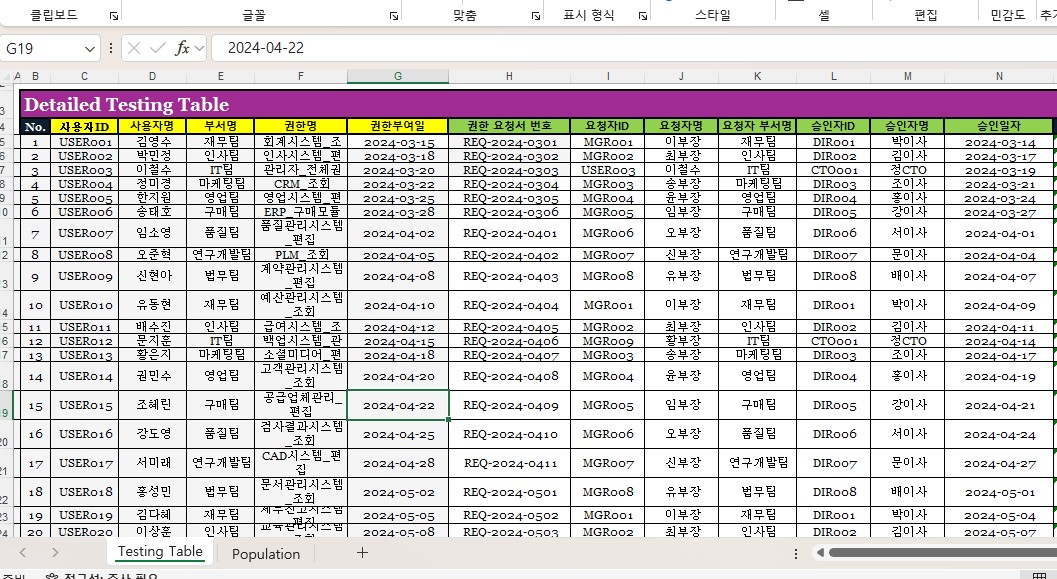 클립보드 글꼴 맞춤 표시 형식 스타일 셀 편집 민감도
G19 fx 2024-04-22
A B C D E F G H I J K L M N
Detailed Testing Table
No. 사용자ID 사용자명 부서명 권한명 권한부여일 권한 요청서 번호 요청자ID 요청자명 요청자 부서명 승인자ID 승인자명 승인일자
1 USER001 김영수 재무팀 회계시스템_조 2024-03-15 REQ-2024-0301 MGR001 이부장 재무팀 DIR001 박이사 2024-03-14
2 USER002 박민정 인사팀 인사시스템_편 2024-03-18 REQ-2024-0302 MGR002 최부장 인사팀 DIR002 김이사 2024-03-17
3 USER003 이철수 IT팀 관리자_전체권 2024-03-20 REQ-2024-0303 USER003 이철수 IT팀 CTO001 정CTO 2024-03-19
4 USER004 정미경 마케팅팀 CRM_조회 2024-03-22 REQ-2024-0304 MGR003 송부장 마케팅팀 DIR003 조이사 2024-03-21
5 USER005 한지원 영업팀 영업시스템_편 2024-03-25 REQ-2024-0305 MGR004 윤부장 영업팀 DIR004 홍이사 2024-03-24
6 USER006 송태호 구매팀 ERP_구매모듈 2024-03-28 REQ-2024-0306 MGR005 임부장 구매팀 DIR005 강이사 2024-03-27
7 USER007 임소영 품질팀 품질관리시스템_편집 2024-04-02 REQ-2024-0401 MGR006 오부장 품질팀 DIR006 서이사 2024-04-01
8 USER008 오준혁 연구개발팀 PLM_조회 2024-04-05 REQ-2024-0402 MGR007 신부장 연구개발팀 DIR007 문이사 2024-04-04
9 USER009 신현아 법무팀 계약관리시스템_편집 2024-04-08 REQ-2024-0403 MGR008 유부장 법무팀 DIR008 배이사 2024-04-07
10 USER010 유동현 재무팀 예산관리시스템_조회 2024-04-10 REQ-2024-0404 MGR001 이부장 재무팀 DIR001 박이사 2024-04-09
11 USER011 배수진 인사팀 급여시스템_조 2024-04-12 REQ-2024-0405 MGR002 최부장 인사팀 DIR002 김이사 2024-04-11
12 USER012 문지훈 IT팀 백업시스템_관 2024-04-15 REQ-2024-0406 MGR009 황부장 IT팀 CTO001 정CTO 2024-04-14
13 USER013 황은지 마케팅팀 소셜미디어_편 2024-04-18 REQ-2024-0407 MGR003 송부장 마케팅팀 DIR003 조이사 2024-04-17
14 USER014 권민수 영업팀 고객관리시스템_조회 2024-04-20 REQ-2024-0408 MGR004 윤부장 영업팀 DIR004 홍이사 2024-04-19
15 USER015 조혜린 구매팀 공급업체관리_편집 2024-04-22 REQ-2024-0409 MGR005 임부장 구매팀 DIR005 강이사 2024-04-21
16 USER016 강도영 품질팀 검사결과시스템_조회 2024-04-25 REQ-2024-0410 MGR006 오부장 품질팀 DIR006 서이사 2024-04-24
17 USER017 서미래 연구개발팀 CAD시스템_편집 2024-04-28 REQ-2024-0411 MGR007 신부장 연구개발팀 DIR007 문이사 2024-04-27
18 USER018 홍성민 법무팀 문서관리시스템_조회 2024-05-02 REQ-2024-0501 MGR008 유부장 법무팀 DIR008 배이사 2024-05-01
19 USER019 김다혜 재무팀 세무신고시스템_편집 2024-05-05 REQ-2024-0502 MGR001 이부장 재무팀 DIR001 박이사 2024-05-04
20 USER020 이상훈 인사팀 교육관리시스템_조회 2024-05-08 REQ-2024-0503 MGR002 최부장 인사팀 DIR002 김이사 2024-05-07
Testing Table Population